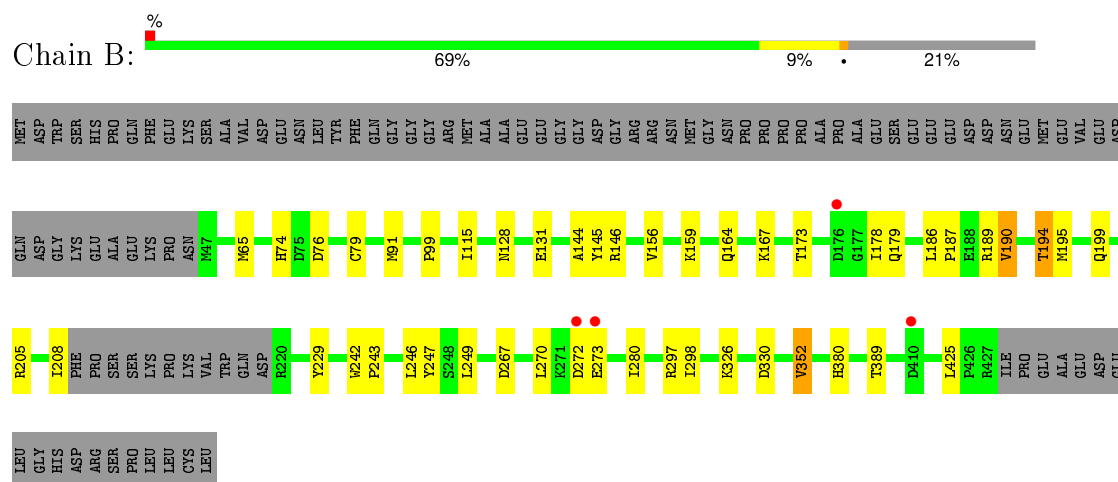 %
Chain B:
69% 9% • 21%
MET ASP TRP SER HIS PRO GLN PHE GLU LYS SER ALA VAL ASP GLU ASN LEU TYR PHE GLN GLY GLY GLY ARG MET ALA ALA GLU GLU GLY GLY ASP GLY ARG ARG ASN MET GLY ASN PRO PRO PRO PRO ALA PRO ALA GLU SER GLU GLU GLU ASP ASP ASN GLU MET GLU VAL GLU ASP
GLN ASP GLY LYS GLU ALA GLU LYS PRO ASN M47 M65 H74 D75 D76 C79 M91 P99 I115 N128 E131 A144 Y145 R146 V156 K159 Q164 K167 T173 D176 G177 I178 Q179 L186 P187 E188 R189 V190 T194 M195 Q199
R205 I208 PHE PRO SER SER LYS PRO LYS VAL TRP GLN ASP R220 Y229 W242 P243 L246 Y247 S248 L249 D267 L270 K271 D272 E273 I280 R297 I298 K326 D330 V352 H380 T389 D410 L425 P426 R427 ILE PRO GLU ALA GLU ASP GLU
LEU GLY HIS ASP ARG SER PRO LEU LEU CYS LEU